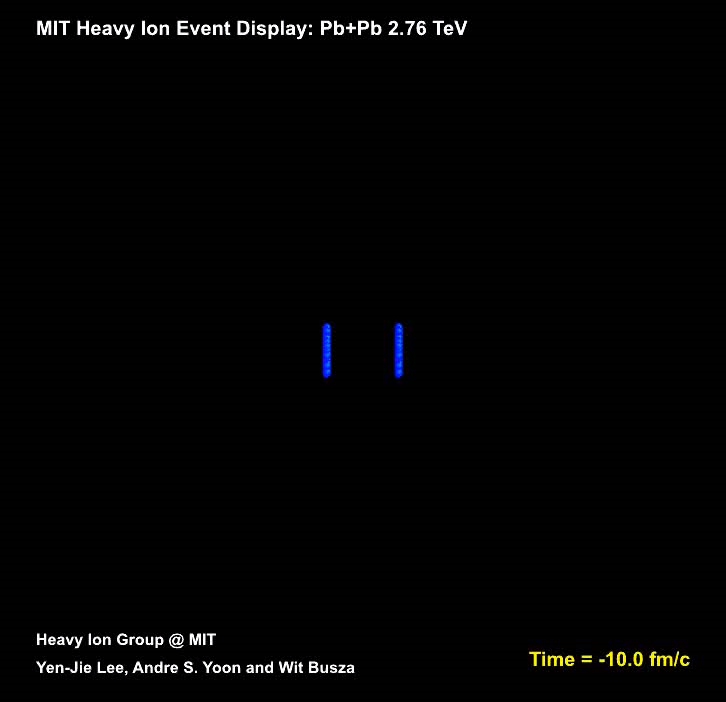 MIT Heavy Ion Event Display: Pb+Pb 2.76 TeV
Heavy Ion Group @ MIT
Yen-Jie Lee, Andre S. Yoon and Wit Busza
Time = -10.0 fm/c